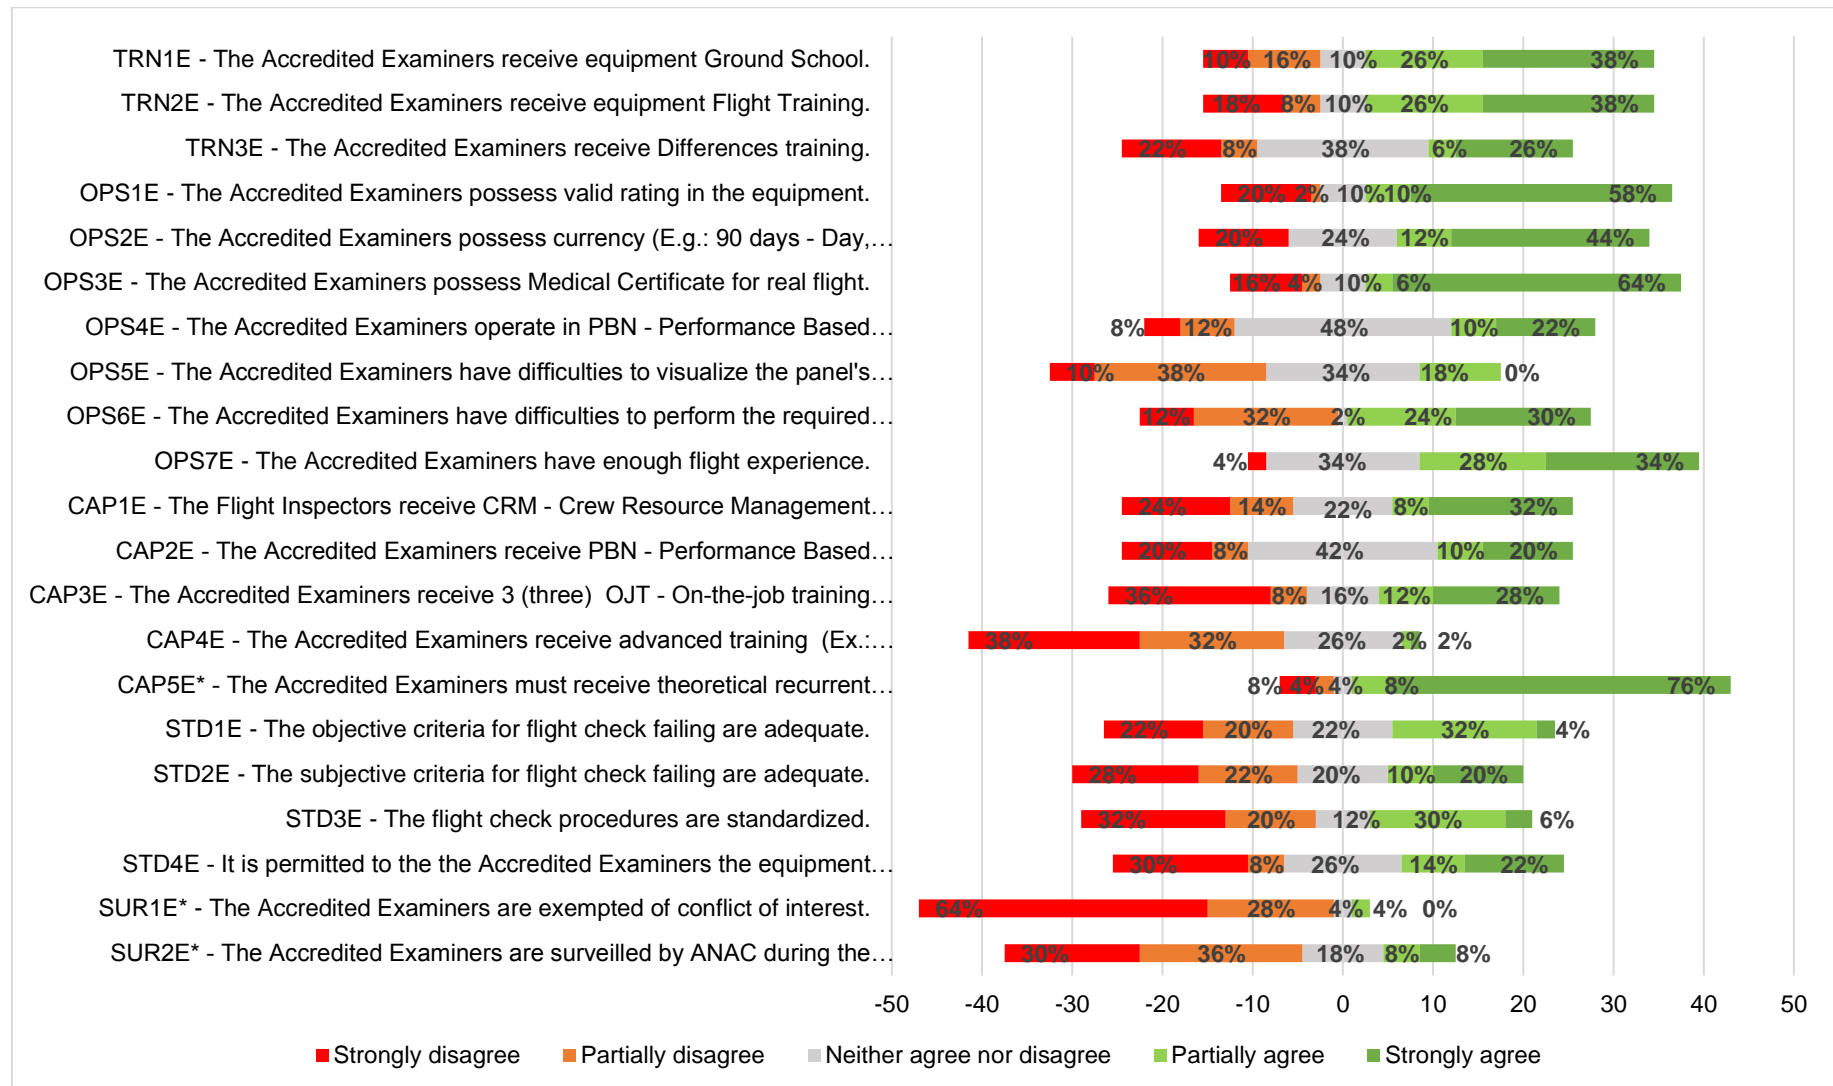 TRN1E - The Accredited Examiners receive equipment Ground School. 10% 16% 10% 26% 38%
TRN2E - The Accredited Examiners receive equipment Flight Training. 18% 8% 10% 26% 38%
TRN3E - The Accredited Examiners receive Differences training. 22% 8% 38% 6% 26%
OPS1E - The Accredited Examiners possess valid rating in the equipment. 20% 2% 10% 10% 58%
OPS2E - The Accredited Examiners possess currency (E.g.: 90 days - Day,… 20% 24% 12% 44%
OPS3E - The Accredited Examiners possess Medical Certificate for real flight. 16% 4% 10% 6% 64%
OPS4E - The Accredited Examiners operate in PBN - Performance Based… 8% 12% 48% 10% 22%
OPS5E - The Accredited Examiners have difficulties to visualize the panel's… 10% 38% 34% 18% 0%
OPS6E - The Accredited Examiners have difficulties to perform the required… 12% 32% 2% 24% 30%
OPS7E - The Accredited Examiners have enough flight experience. 4% 34% 28% 34%
CAP1E - The Flight Inspectors receive CRM - Crew Resource Management… 24% 14% 22% 8% 32%
CAP2E - The Accredited Examiners receive PBN - Performance Based… 20% 8% 42% 10% 20%
CAP3E - The Accredited Examiners receive 3 (three) OJT - On-the-job training… 36% 8% 16% 12% 28%
CAP4E - The Accredited Examiners receive advanced training (Ex.:… 38% 32% 26% 2% 2%
CAP5E* - The Accredited Examiners must receive theoretical recurrent… 8% 4% 4% 8% 76%
STD1E - The objective criteria for flight check failing are adequate. 22% 20% 22% 32% 4%
STD2E - The subjective criteria for flight check failing are adequate. 28% 22% 20% 10% 20%
STD3E - The flight check procedures are standardized. 32% 20% 12% 30% 6%
STD4E - It is permitted to the the Accredited Examiners the equipment… 30% 8% 26% 14% 22%
SUR1E* - The Accredited Examiners are exempted of conflict of interest. 64% 28% 4% 4% 0%
SUR2E* - The Accredited Examiners are surveilled by ANAC during the… 30% 36% 18% 8% 8%
-50 -40 -30 -20 -10 0 10 20 30 40 50
Strongly disagree Partially disagree Neither agree nor disagree Partially agree Strongly agree